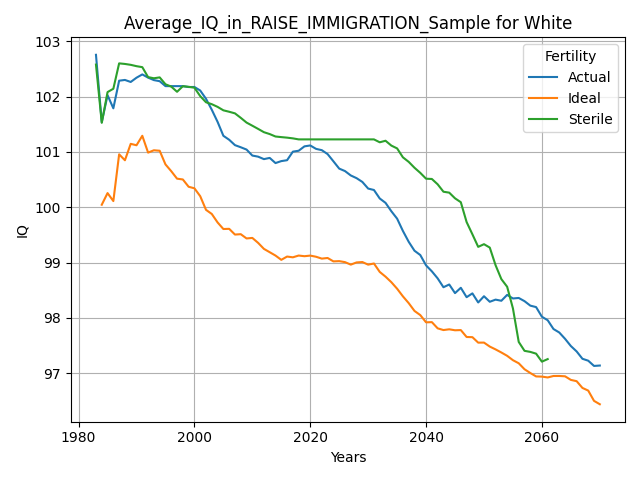 Average_IQ_in_RAISE_IMMIGRATION_Sample for White
103
102
101
100
99
98
97
IQ
1980
2000
2020
2040
2060
Years
Fertility
Actual
Ideal
Sterile